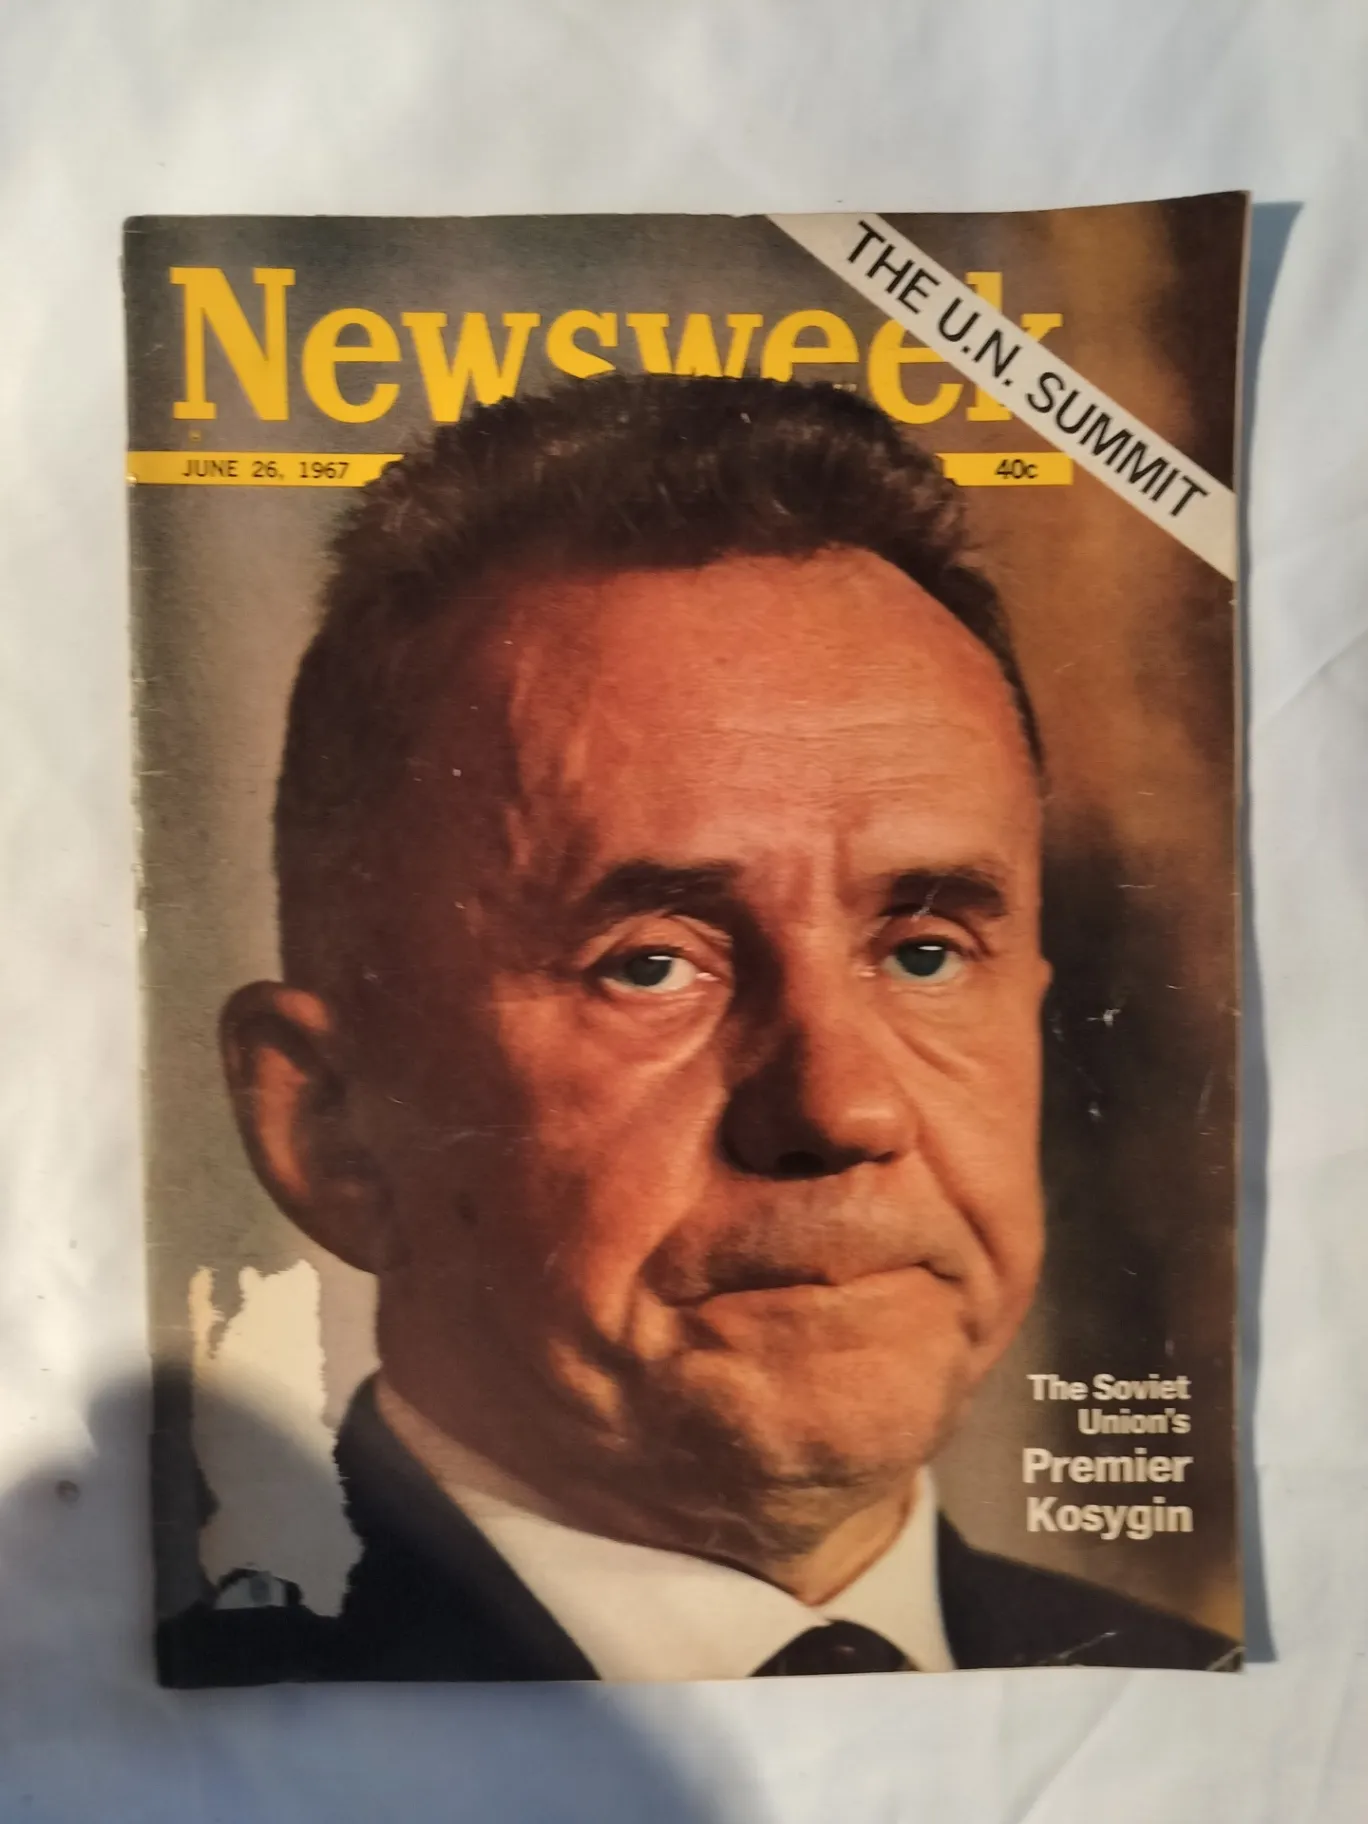 THE U.N. SUMMIT
Newsweek
JUNE 26, 1967
40c
The Soviet
Union's
Premier
Kosygin